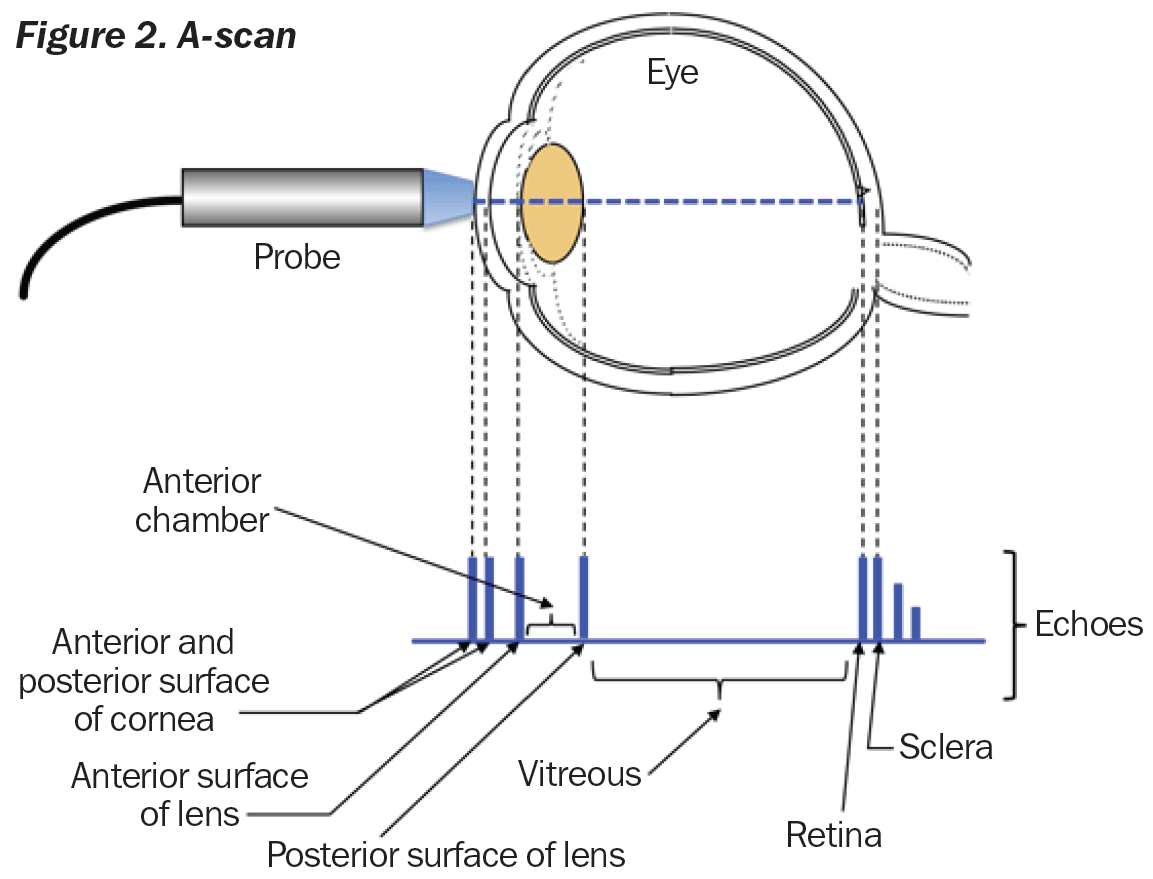 Figure 2. A-scan
Eye
Probe
Anterior
chamber
Echoes
Anterior and
posterior surface
of cornea
Sclera
Anterior surface
of lens
Vitreous
Retina
Posterior surface of lens